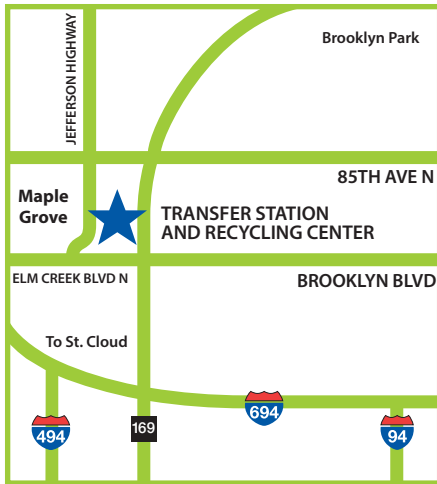 Brooklyn Park
JEFFERSON HIGHWAY
85TH AVE N
Maple
Grove
TRANSFER STATION
AND RECYCLING CENTER
ELM CREEK BLVD N
BROOKLYN BLVD
To St. Cloud
694
494
169
94